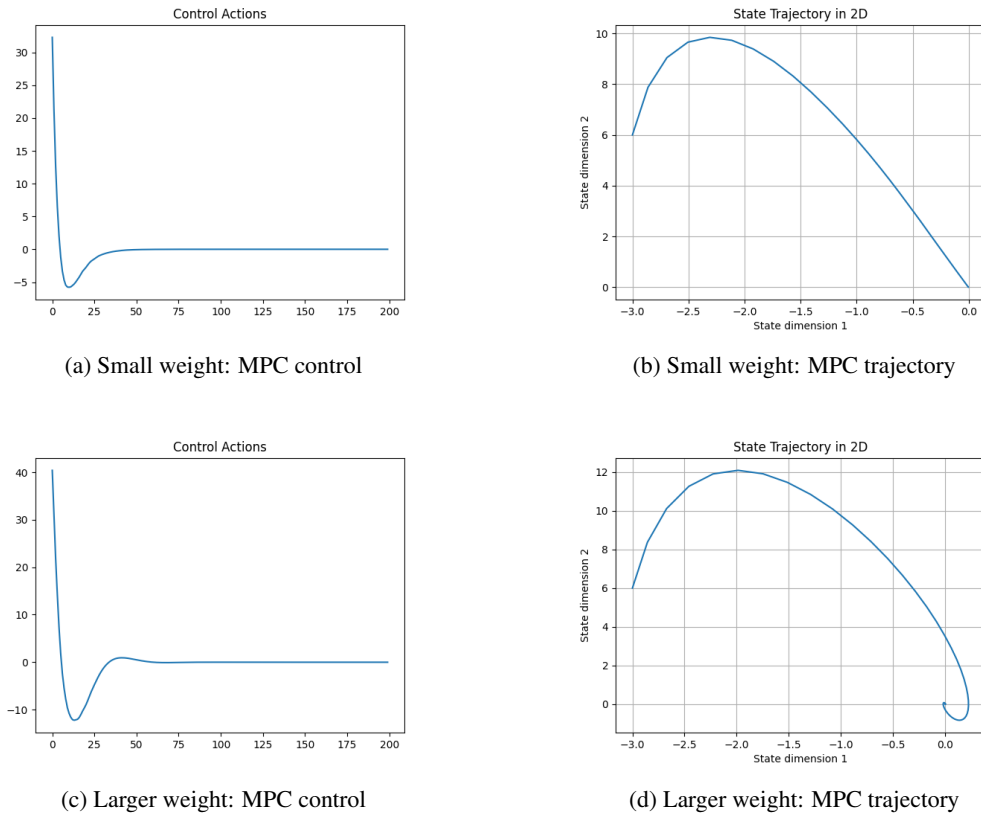 Control Actions
30
25
20
15
10
5
0
−5
0 25 50 75 100 125 150 175 200
State Trajectory in 2D
State dimension 2
10
8
6
4
2
0
−3.0 −2.5 −2.0 −1.5 −1.0 −0.5 0.0
State dimension 1
(a) Small weight: MPC control
(b) Small weight: MPC trajectory
Control Actions
40
30
20
10
0
−10
0 25 50 75 100 125 150 175 200
State Trajectory in 2D
State dimension 2
12
10
8
6
4
2
0
−3.0 −2.5 −2.0 −1.5 −1.0 −0.5 0.0
State dimension 1
(c) Larger weight: MPC control
(d) Larger weight: MPC trajectory